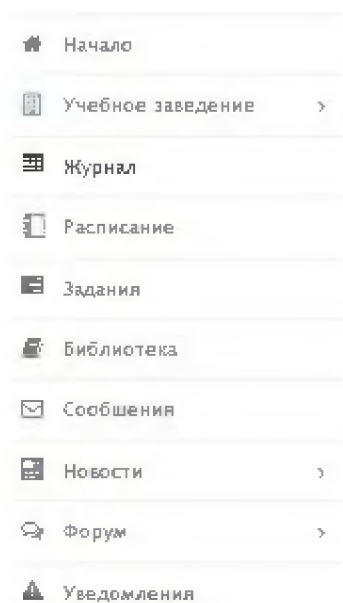 Начало
Учебное заведение
Журнал
Расписание
Задания
Библиотека
Сообщения
Новости
Форум
Уведомления